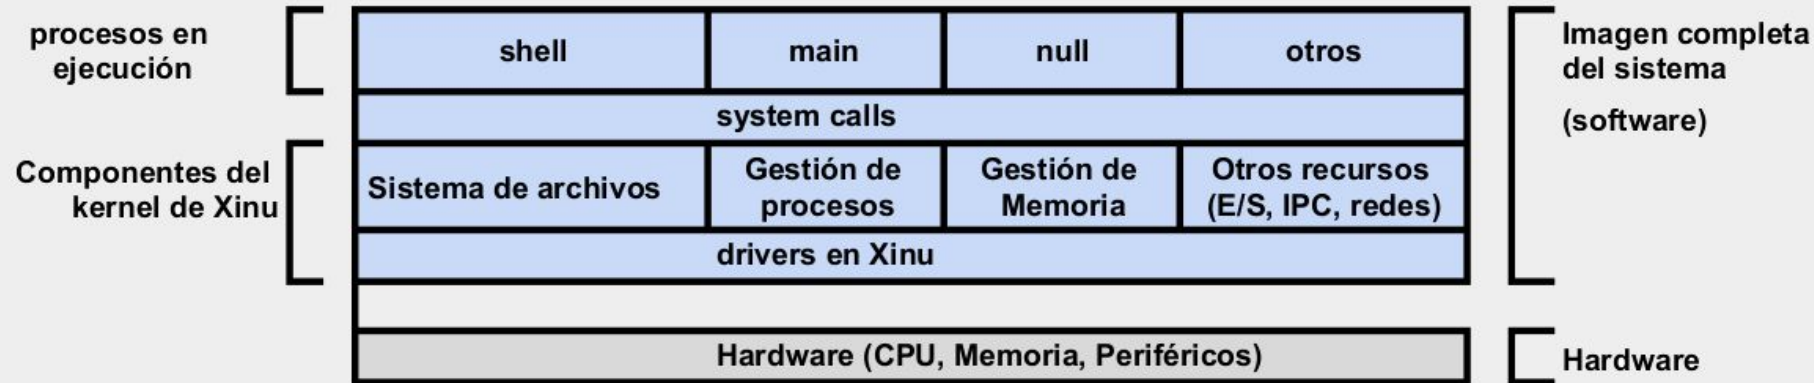 procesos en
ejecución
shell
main
null
otros
system calls
Componentes del
kernel de Xinu
Sistema de archivos
Gestión de
procesos
Gestión de
Memoria
Otros recursos
(E/S, IPC, redes)
drivers en Xinu
Hardware (CPU, Memoria, Periféricos)
Imagen completa
del sistema
(software)
Hardware